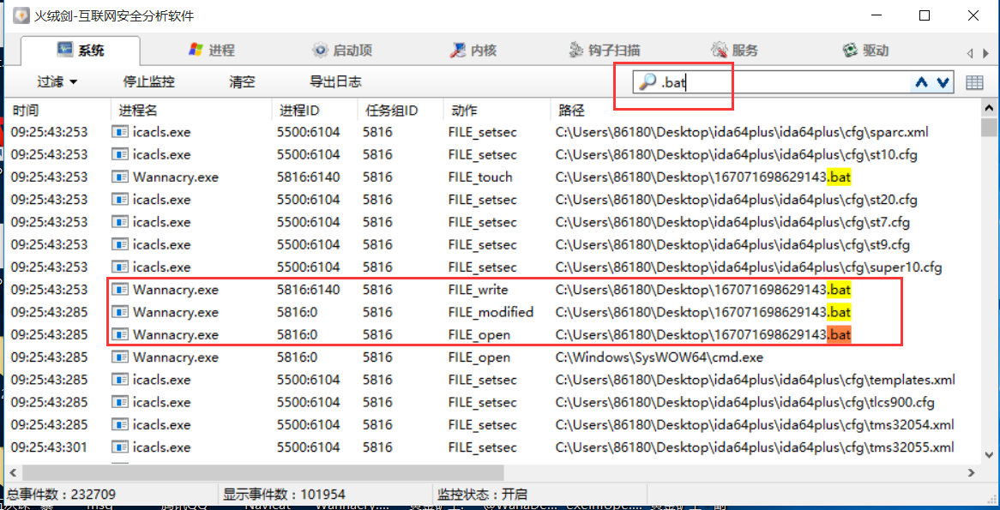 火绒剑-互联网安全分析软件
系统 进程 启动项 内核 钩子扫描 服务 驱动
过滤 停止监控 清空 导出日志 .bat
时间 进程名 进程ID 任务组ID 动作 路径
09:25:43:253 icacls.exe 5500:6104 5816 FILE_setsec C:\Users\86180\Desktop\ida64plus\ida64plus\cfg\sparc.xml
09:25:43:253 icacls.exe 5500:6104 5816 FILE_setsec C:\Users\86180\Desktop\ida64plus\ida64plus\cfg\st10.cfg
09:25:43:253 Wannacry.exe 5816:6140 5816 FILE_touch C:\Users\86180\Desktop\167071698629143.bat
09:25:43:253 icacls.exe 5500:6104 5816 FILE_setsec C:\Users\86180\Desktop\ida64plus\ida64plus\cfg\st20.cfg
09:25:43:253 icacls.exe 5500:6104 5816 FILE_setsec C:\Users\86180\Desktop\ida64plus\ida64plus\cfg\st7.cfg
09:25:43:253 icacls.exe 5500:6104 5816 FILE_setsec C:\Users\86180\Desktop\ida64plus\ida64plus\cfg\st9.cfg
09:25:43:253 icacls.exe 5500:6104 5816 FILE_setsec C:\Users\86180\Desktop\ida64plus\ida64plus\cfg\super10.cfg
09:25:43:253 Wannacry.exe 5816:6140 5816 FILE_write C:\Users\86180\Desktop\167071698629143.bat
09:25:43:285 Wannacry.exe 5816:0 5816 FILE_modified C:\Users\86180\Desktop\167071698629143.bat
09:25:43:285 Wannacry.exe 5816:0 5816 FILE_open C:\Users\86180\Desktop\167071698629143.bat
09:25:43:285 Wannacry.exe 5816:0 5816 FILE_open C:\Windows\SysWOW64\cmd.exe
09:25:43:285 icacls.exe 5500:6104 5816 FILE_setsec C:\Users\86180\Desktop\ida64plus\ida64plus\cfg\templates.xml
09:25:43:285 icacls.exe 5500:6104 5816 FILE_setsec C:\Users\86180\Desktop\ida64plus\ida64plus\cfg\tlcs900.cfg
09:25:43:285 icacls.exe 5500:6104 5816 FILE_setsec C:\Users\86180\Desktop\ida64plus\ida64plus\cfg\tms32054.xml
09:25:43:301 icacls.exe 5500:6104 5816 FILE_setsec C:\Users\86180\Desktop\ida64plus\ida64plus\cfg\tms32055.xml
总事件数：232709 显示事件数：101954 监控状态：开启